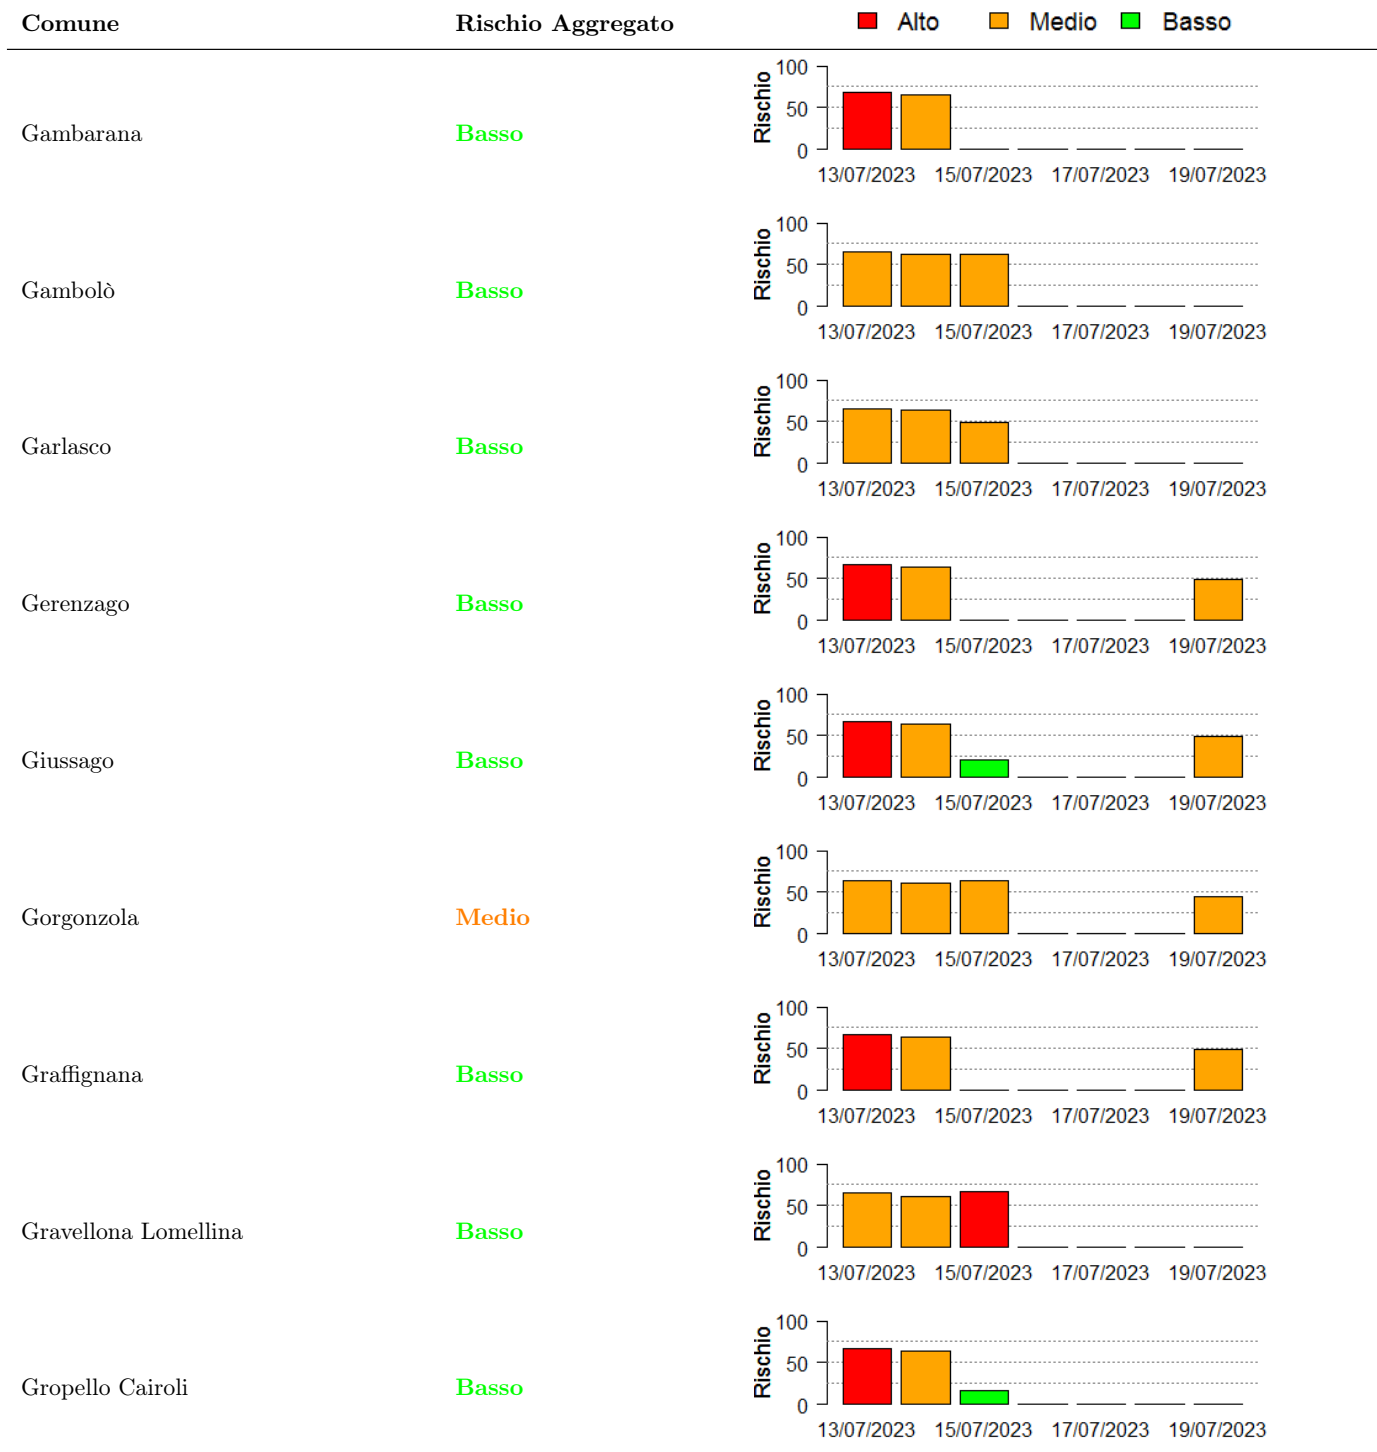 Comune Rischio Aggregato Alto Medio Basso
100
50
0
Rischio
Gambarana Basso
13/07/2023 15/07/2023 17/07/2023 19/07/2023
100
50
0
Rischio
Gambolò Basso
13/07/2023 15/07/2023 17/07/2023 19/07/2023
100
50
0
Rischio
Garlasco Basso
13/07/2023 15/07/2023 17/07/2023 19/07/2023
100
50
0
Rischio
Gerenzago Basso
13/07/2023 15/07/2023 17/07/2023 19/07/2023
100
50
0
Rischio
Giussago Basso
13/07/2023 15/07/2023 17/07/2023 19/07/2023
100
50
0
Rischio
Gorgonzola Medio
13/07/2023 15/07/2023 17/07/2023 19/07/2023
100
50
0
Rischio
Graffignana Basso
13/07/2023 15/07/2023 17/07/2023 19/07/2023
100
50
0
Rischio
Gravellona Lomellina Basso
13/07/2023 15/07/2023 17/07/2023 19/07/2023
100
50
0
Rischio
Gropello Cairoli Basso
13/07/2023 15/07/2023 17/07/2023 19/07/2023